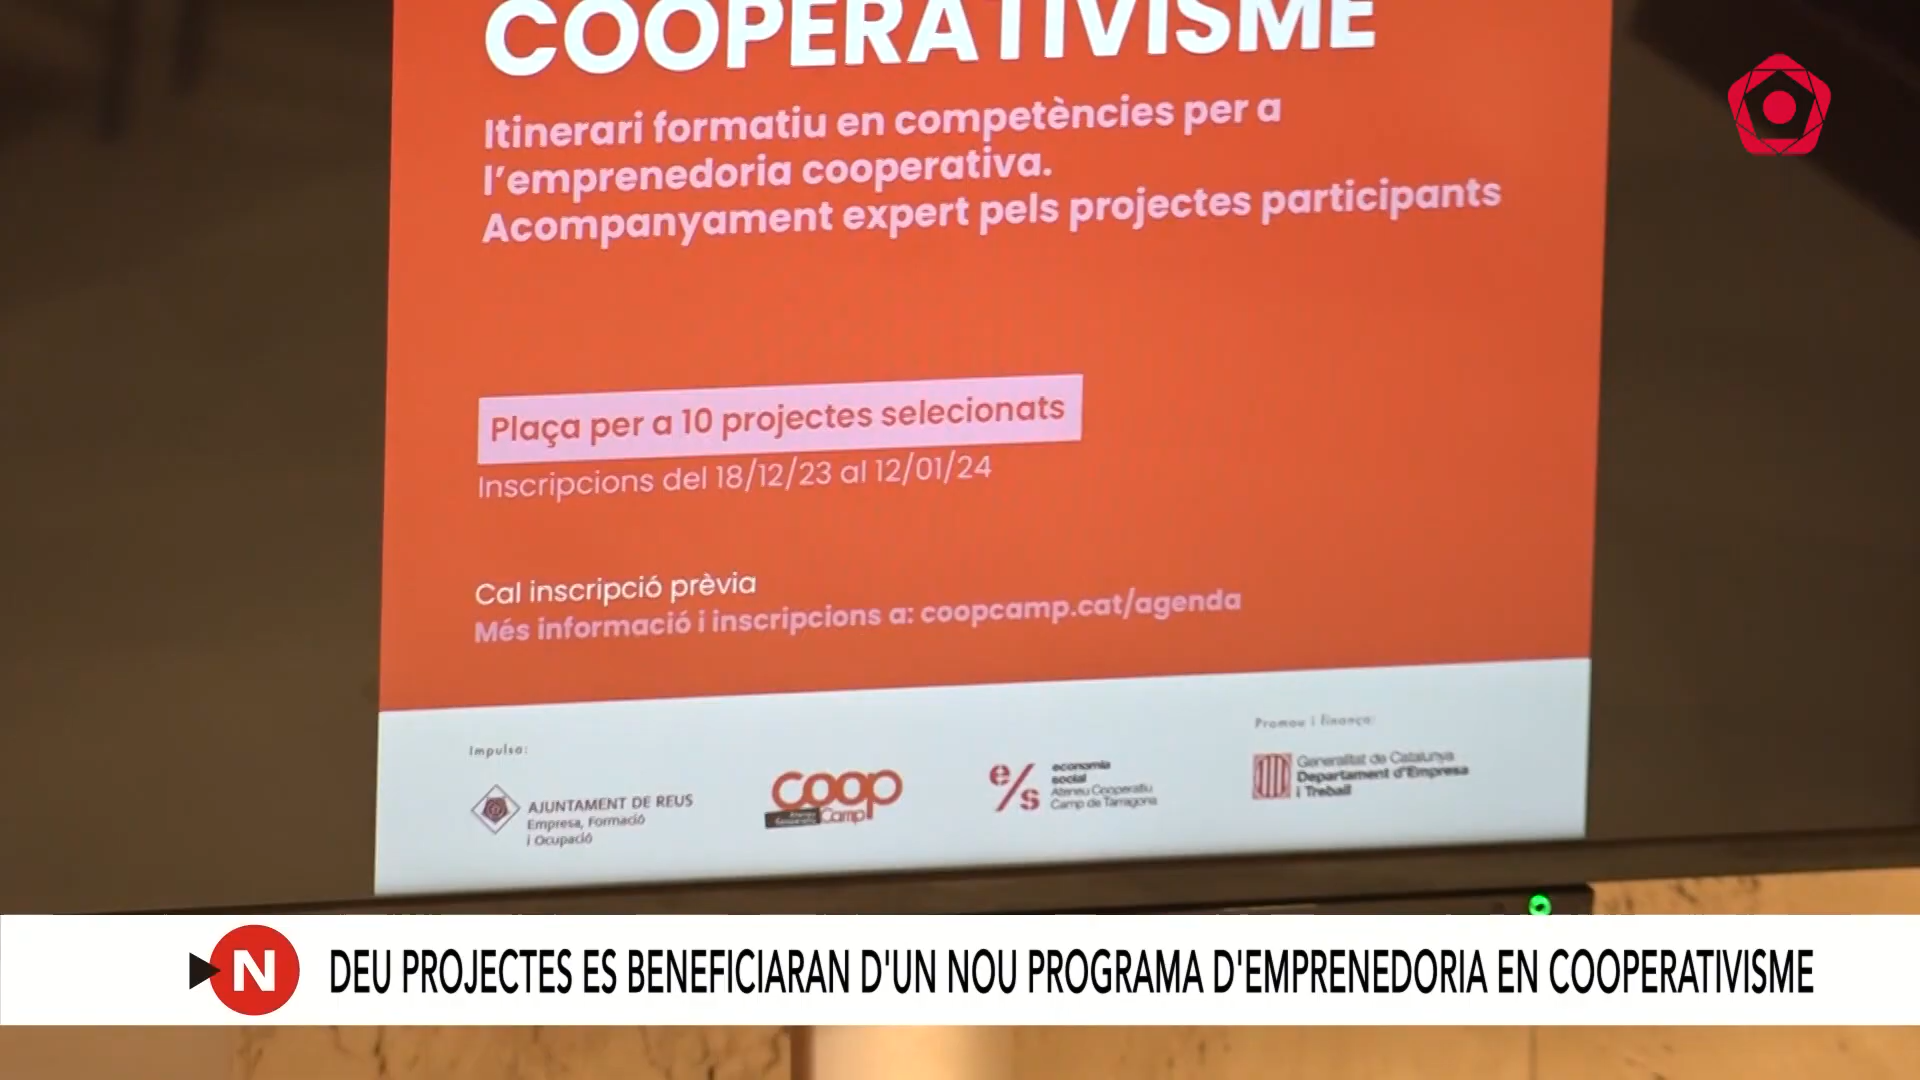 COOPERATIVISME
Itinerari formatiu en competències per a
l'emprenedoria cooperativa.
Acompanyament expert pels projectes participants
Plaça per a 10 projectes selecionats
Inscripcions del 18/12/23 al 12/01/24
Cal inscripció prèvia
Més informació i inscripcions a: coopcamp.cat/agenda
Impulsa:
AJUNTAMENT DE REUS
Empresa, Formació
i Ocupació
coop
Camp
e/s
economia
social
Ateneu Cooperatiu
Camp de Tarragona
Promou i finança:
Generalitat de Catalunya
Departament d'Empresa
i Treball
N
DEU PROJECTES ES BENEFICIARAN D'UN NOU PROGRAMA D'EMPRENEDORIA EN COOPERATIVISME